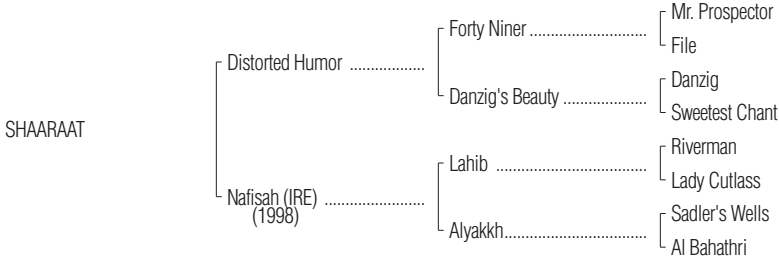 Mr. Prospector
Forty Niner ............................
File
Distorted Humor ..................
Danzig
Danzig's Beauty ....................
Sweetest Chant
SHAARAAT
Riverman
Lahib ....................................
Lady Cutlass
Nafisah (IRE) ........................
(1998)
Sadler's Wells
Alyakkh..................................
Al Bahathri